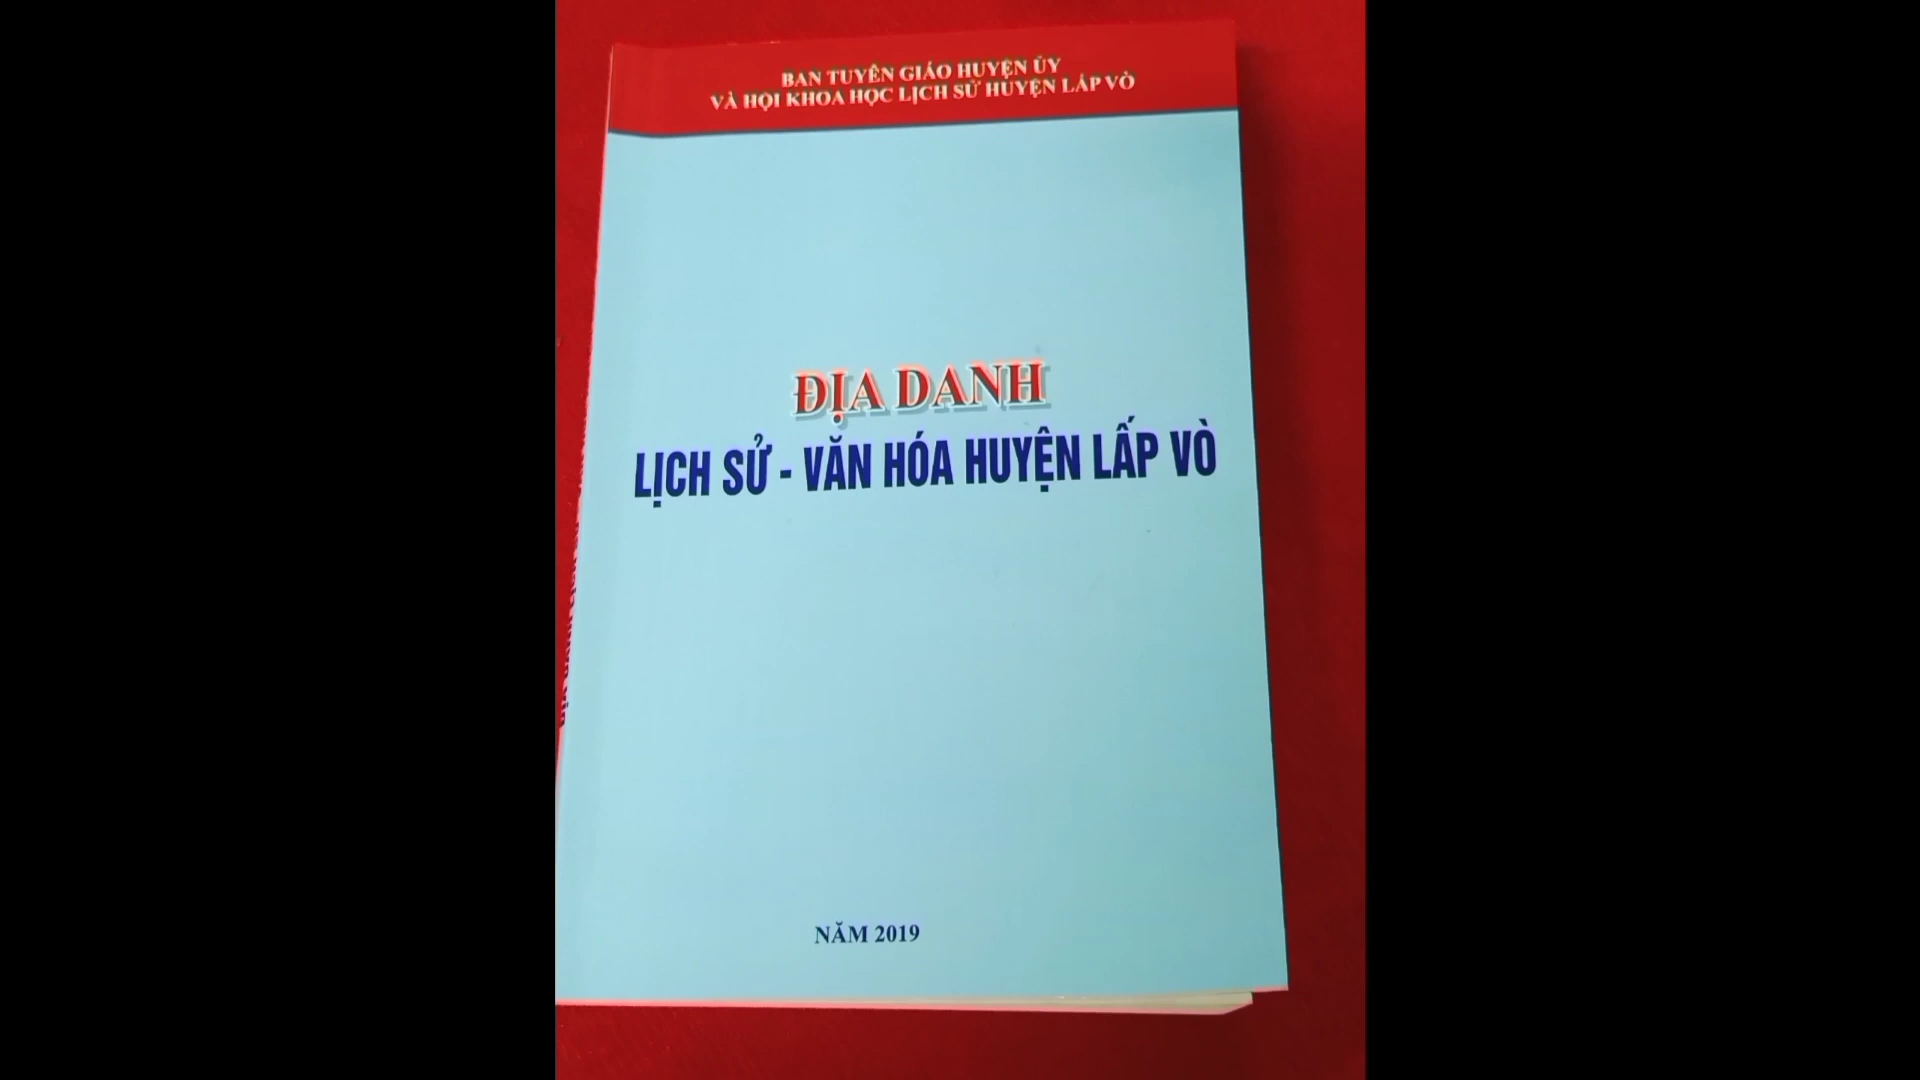 BAN TUYÊN GIÁO HUYỆN ỦY
VÀ HỘI KHOA HỌC LỊCH SỬ HUYỆN LẤP VÒ
ĐỊA DANH
LỊCH SỬ - VĂN HÓA HUYỆN LẤP VÒ
NĂM 2019